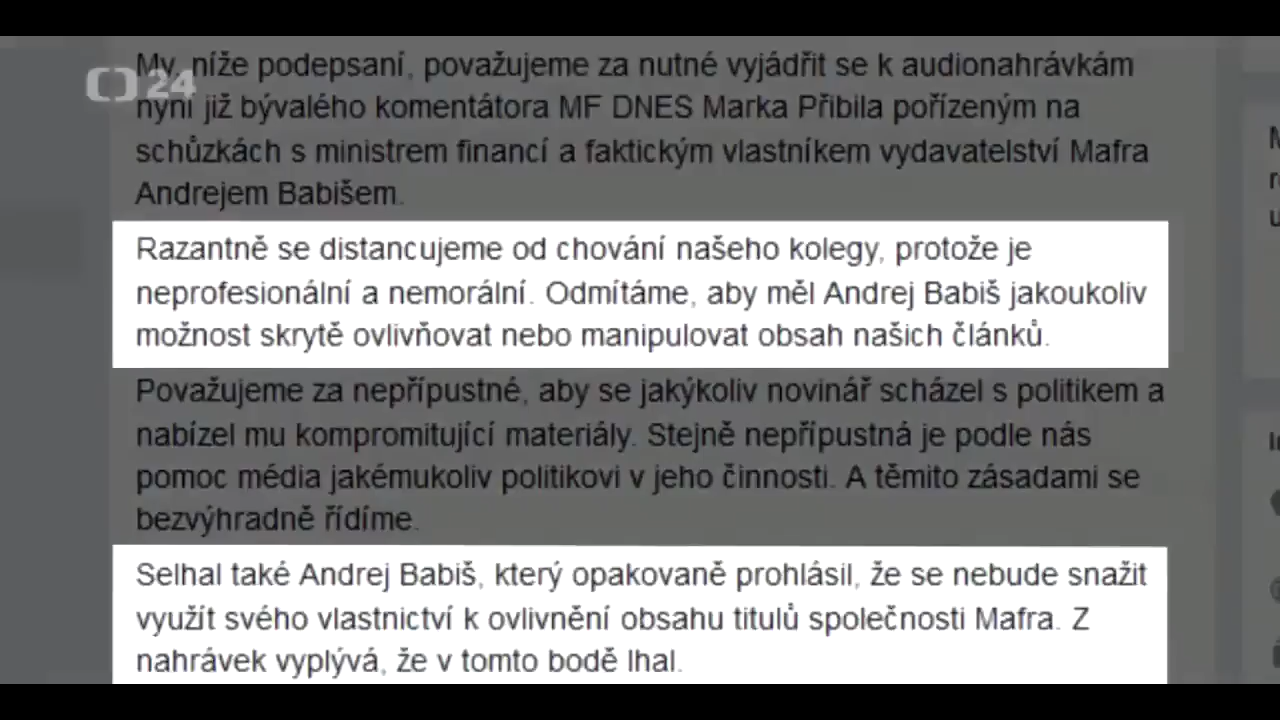 24
My, níže podepsaní, považujeme za nutné vyjádřit se k audionahrávkám
nyní již bývalého komentátora MF DNES Marka Přibila pořízeným na
schůzkách s ministrem financí a faktickým vlastníkem vydavatelství Mafra
Andrejem Babišem.
Razantně se distancujeme od chování našeho kolegy, protože je
neprofesionální a nemorální. Odmítáme, aby měl Andrej Babiš jakoukoliv
možnost skrytě ovlivňovat nebo manipulovat obsah našich článků.
Považujeme za nepřípustné, aby se jakýkoliv novinář scházel s politikem a
nabízel mu kompromitující materiály. Stejně nepřípustná je podle nás
pomoc média jakémukoliv politikovi v jeho činnosti. A těmito zásadami se
bezvýhradně řídíme.
Selhal také Andrej Babiš, který opakovaně prohlásil, že se nebude snažit
využít svého vlastnictví k ovlivnění obsahu titulů společnosti Mafra. Z
nahrávek vyplývá, že v tomto bodě lhal.